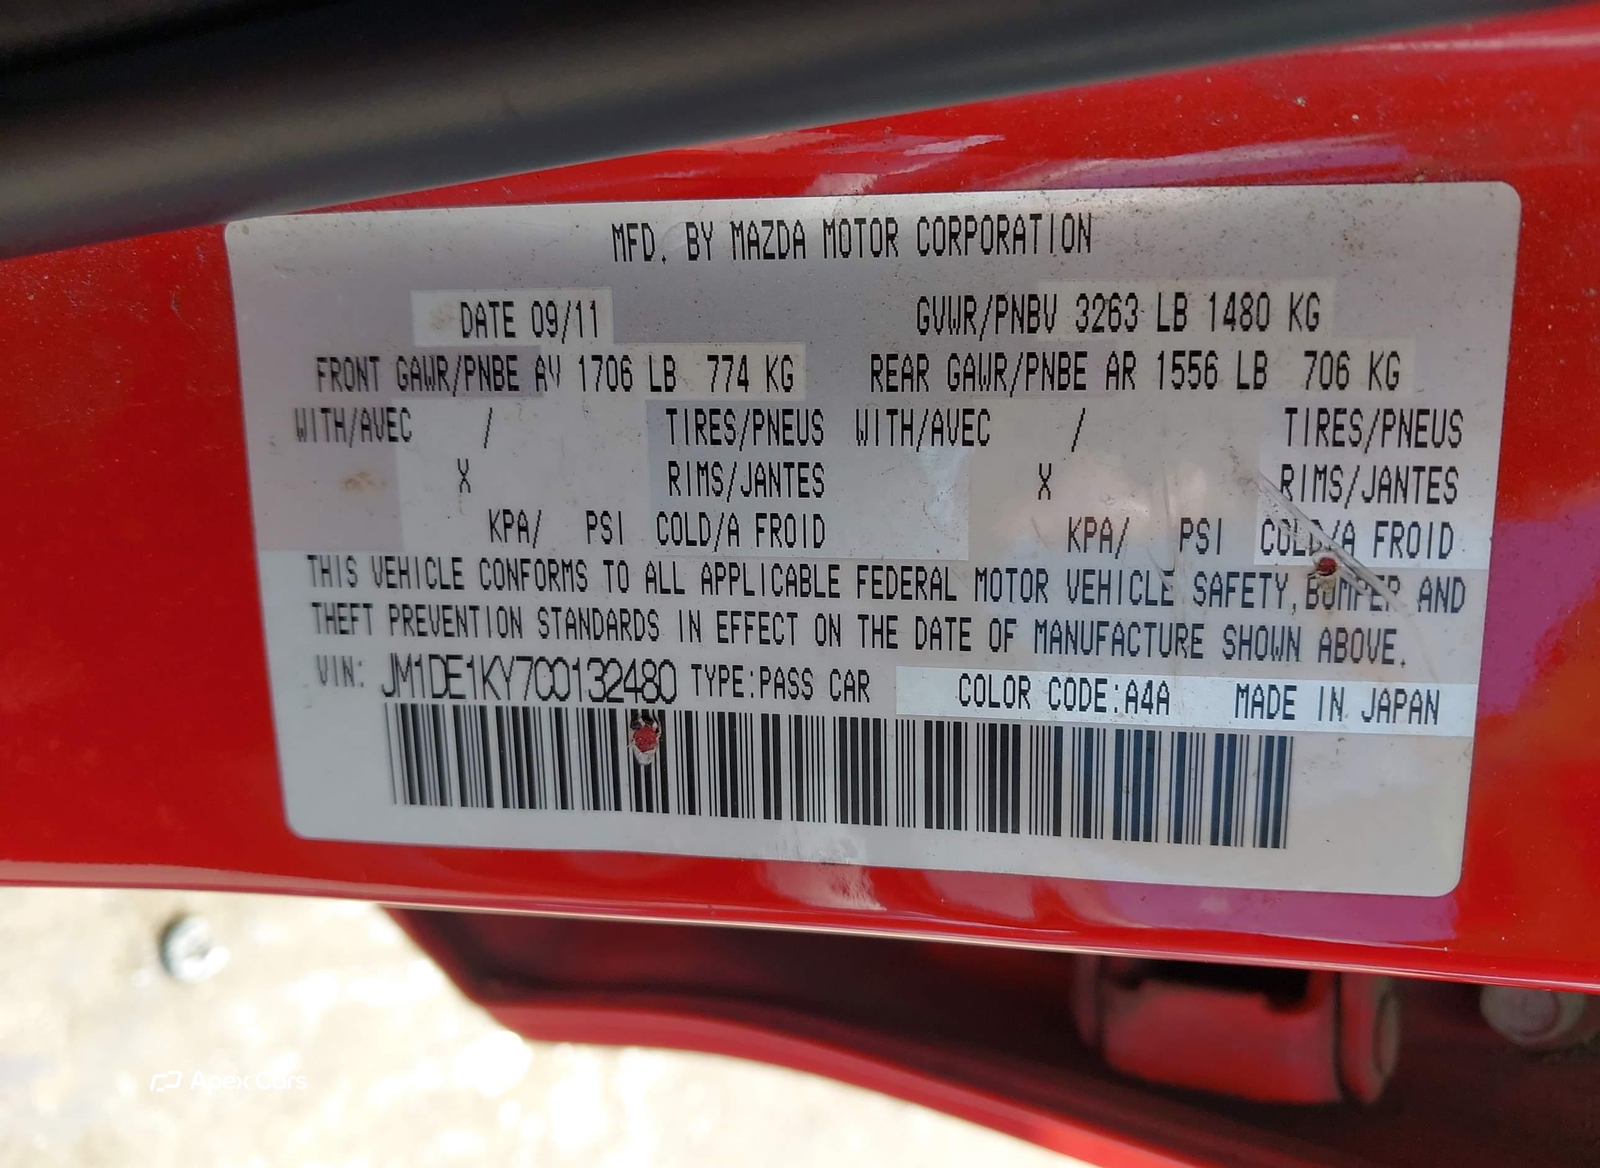 MFD. BY MAZDA MOTOR CORPORATION
DATE 09/11 GVWR/PNBV 3263 LB 1480 KG
FRONT GAWR/PNBE AV 1706 LB 774 KG REAR GAWR/PNBE AR 1556 LB 706 KG
WITH/AVEC / TIRES/PNEUS WITH/AVEC / TIRES/PNEUS
X RIMS/JANTES X RIMS/JANTES
KPA/ PSI COLD/A FROID KPA/ PSI COLD/A FROID
THIS VEHICLE CONFORMS TO ALL APPLICABLE FEDERAL MOTOR VEHICLE SAFETY, BUMPER AND
THEFT PREVENTION STANDARDS IN EFFECT ON THE DATE OF MANUFACTURE SHOWN ABOVE.
VIN: JM1DE1KY7C0132480 TYPE:PASS CAR COLOR CODE:A4A MADE IN JAPAN
Apex Cars